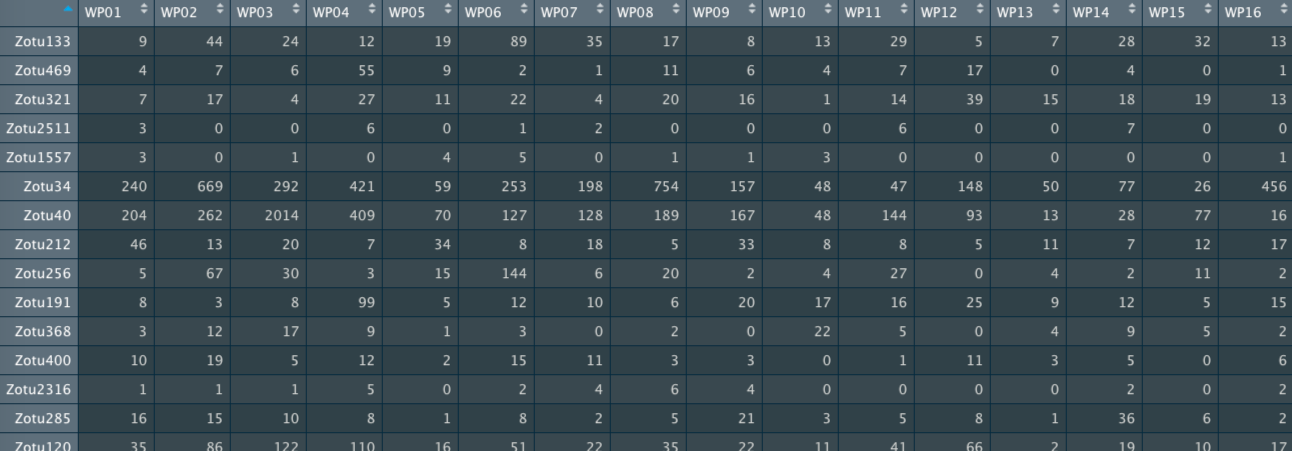 WP01 WP02 WP03 WP04 WP05 WP06 WP07 WP08 WP09 WP10 WP11 WP12 WP13 WP14 WP15 WP16
Zotu133 9 44 24 12 19 89 35 17 8 13 29 5 7 28 32 13
Zotu469 4 7 6 55 9 2 1 11 6 4 7 17 0 4 0 1
Zotu321 7 17 4 27 11 22 4 20 16 1 14 39 15 18 19 13
Zotu2511 3 0 0 6 0 1 2 0 0 0 6 0 0 7 0 0
Zotu1557 3 0 1 0 4 5 0 1 1 3 0 0 0 0 0 1
Zotu34 240 669 292 421 59 253 198 754 157 48 47 148 50 77 26 456
Zotu40 204 262 2014 409 70 127 128 189 167 48 144 93 13 28 77 16
Zotu212 46 13 20 7 34 8 18 5 33 8 8 5 11 7 12 17
Zotu256 5 67 30 3 15 144 6 20 2 4 27 0 4 2 11 2
Zotu191 8 3 8 99 5 12 10 6 20 17 16 25 9 12 5 15
Zotu368 3 12 17 9 1 3 0 2 0 22 5 0 4 9 5 2
Zotu400 10 19 5 12 2 15 11 3 3 0 1 11 3 5 0 6
Zotu2316 1 1 1 5 0 2 4 6 4 0 0 0 0 2 0 2
Zotu285 16 15 10 8 1 8 2 5 21 3 5 8 1 36 6 2
Zotu120 35 86 122 110 16 51 22 35 22 11 41 66 2 19 10 17